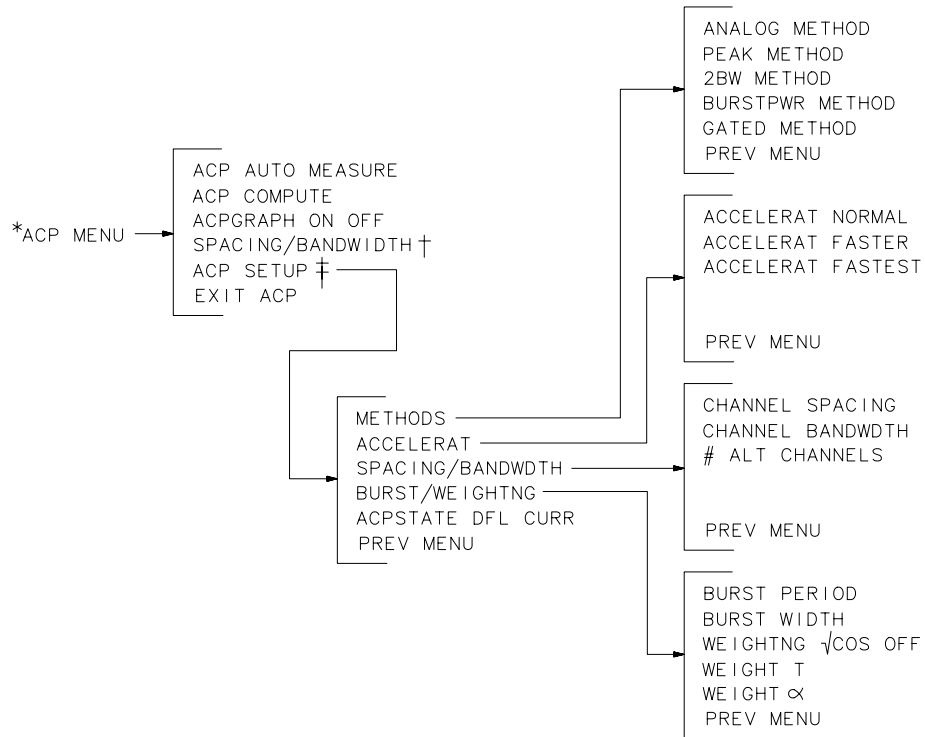 *ACP MENU
ACP AUTO MEASURE
ACP COMPUTE
ACPGRAPH ON OFF
SPACING/BANDWIDTH †
ACP SETUP ‡
EXIT ACP
METHODS
ACCELERAT
SPACING/BANDWDTH
BURST/WEIGHTNG
ACPSTATE DFL CURR
PREV MENU
ANALOG METHOD
PEAK METHOD
2BW METHOD
BURSTPWR METHOD
GATED METHOD
PREV MENU
ACCELERAT NORMAL
ACCELERAT FASTER
ACCELERAT FASTEST
PREV MENU
CHANNEL SPACING
CHANNEL BANDWDTH
# ALT CHANNELS
PREV MENU
BURST PERIOD
BURST WIDTH
WEIGHTNG √COS OFF
WEIGHT T
WEIGHT ∝
PREV MENU